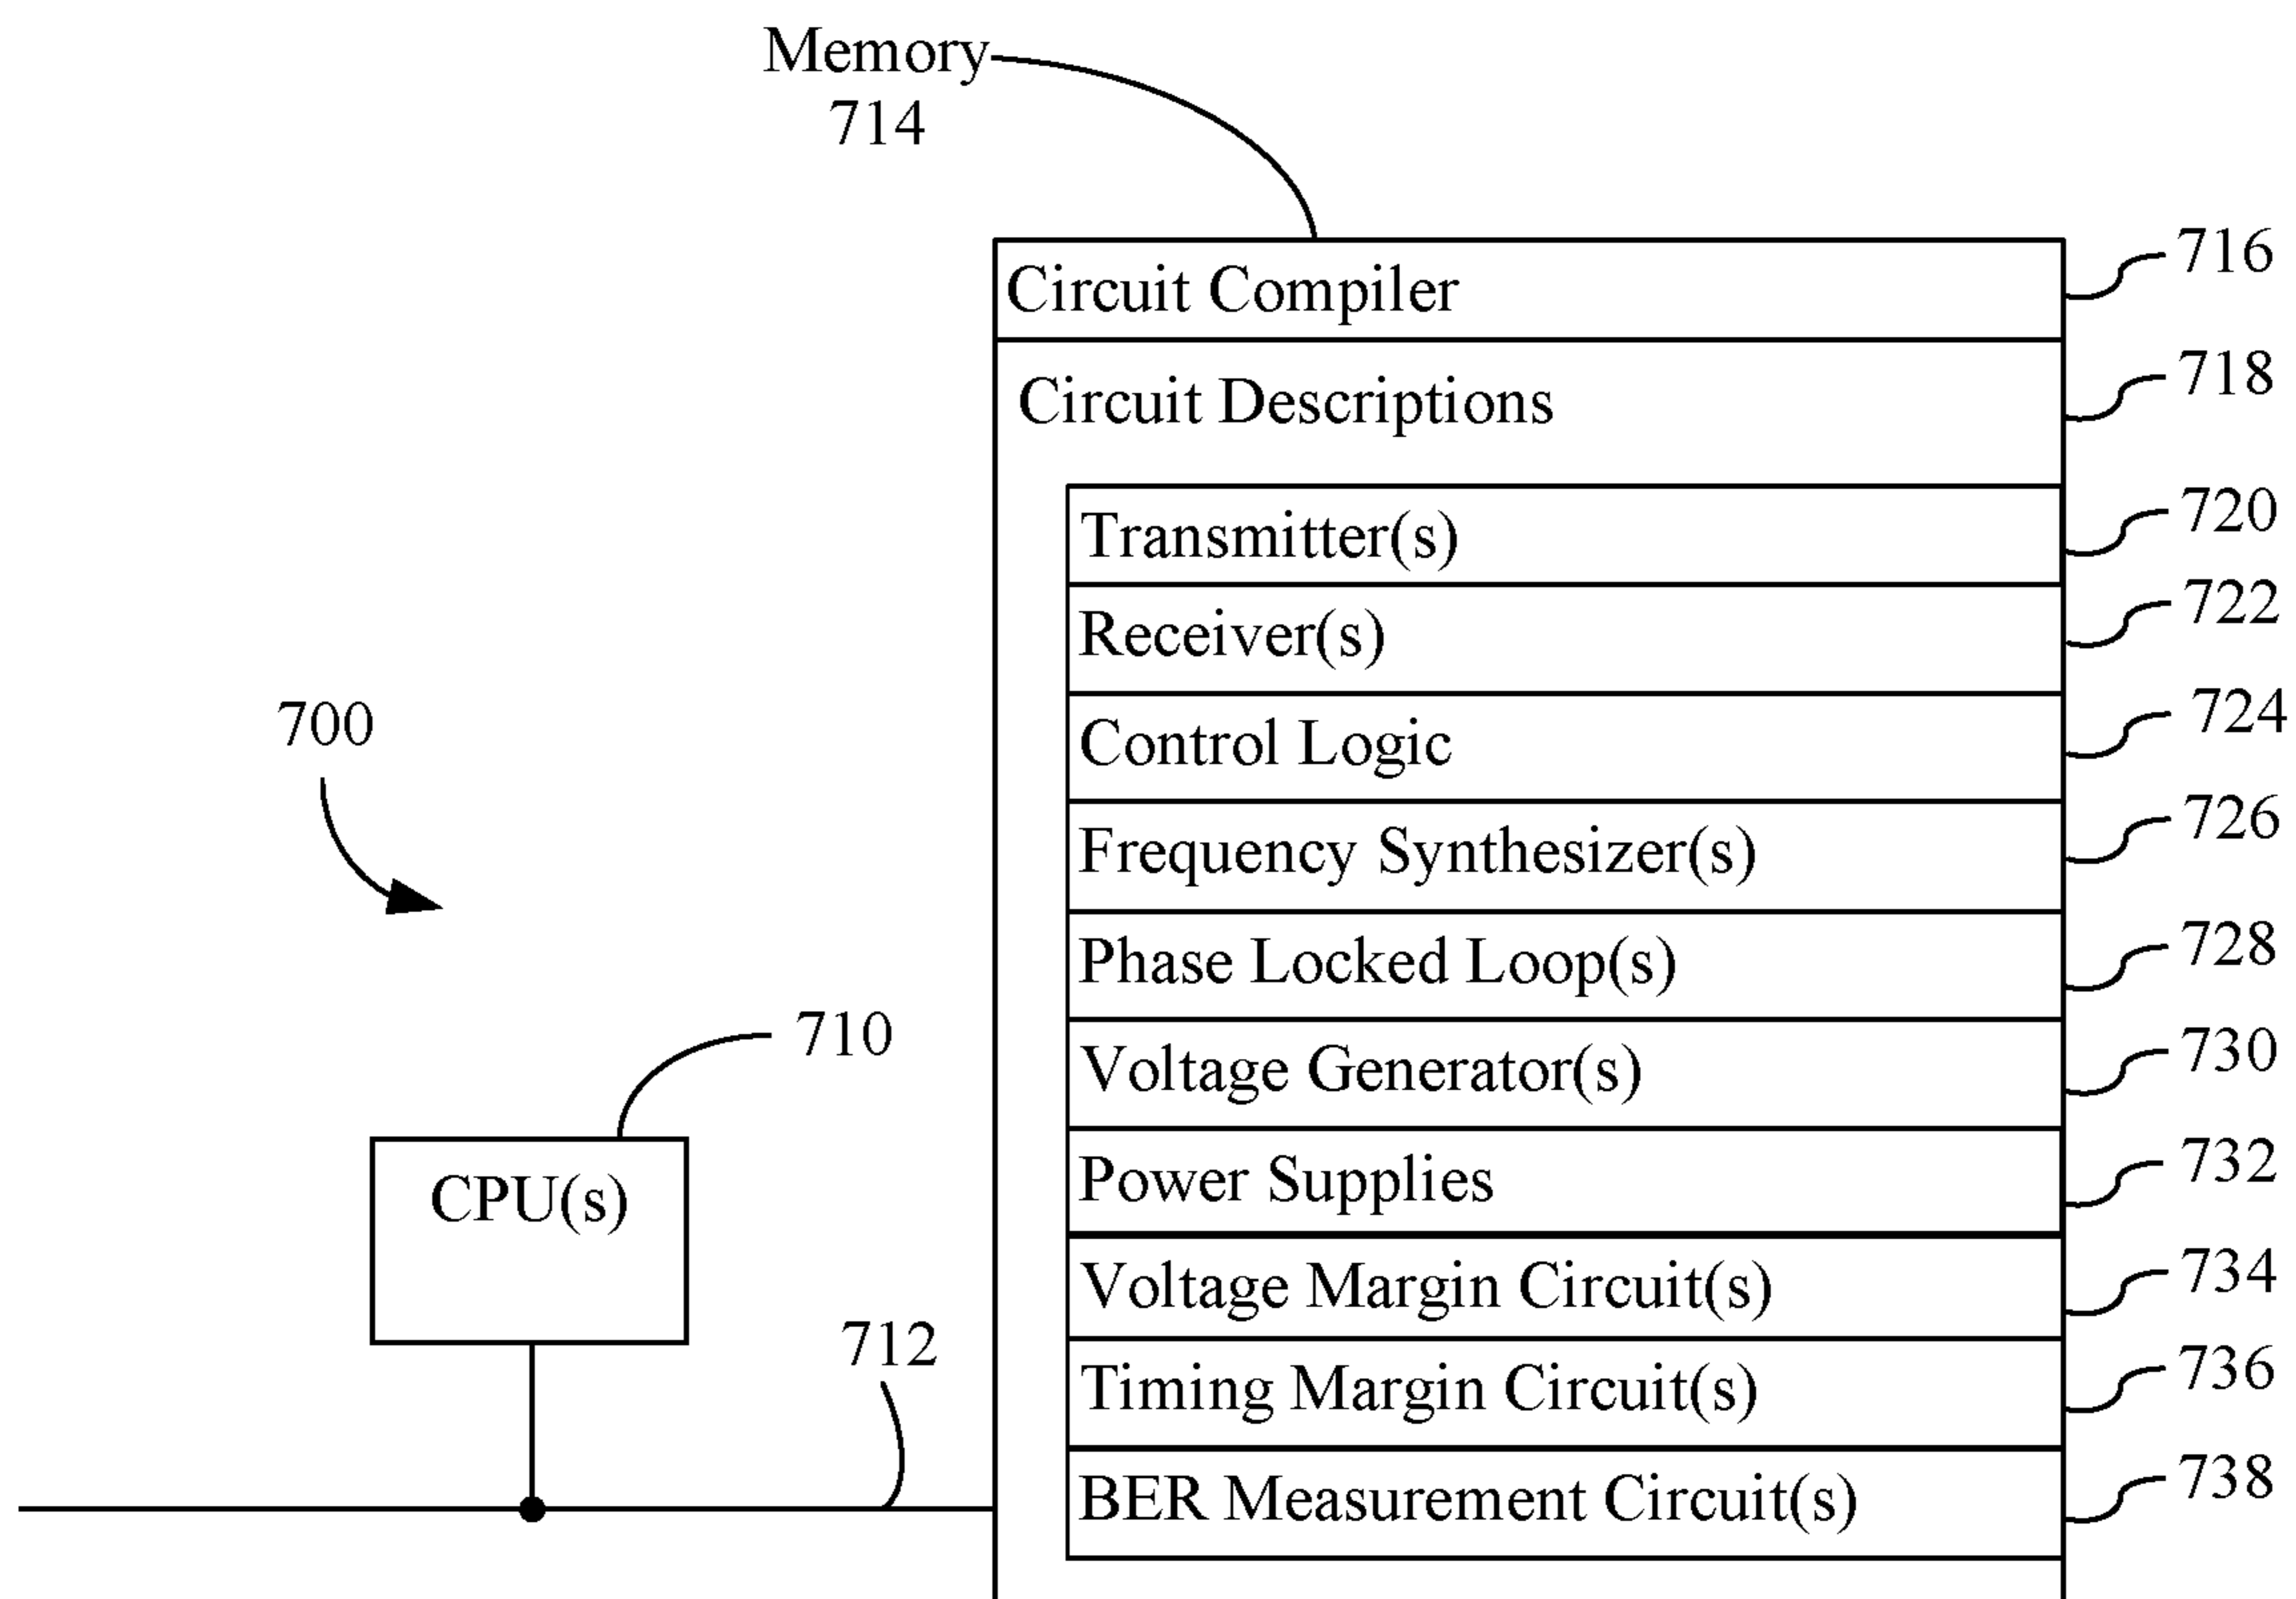 Memory
714
Circuit Compiler
716
Circuit Descriptions
718
Transmitter(s)
720
Receiver(s)
722
Control Logic
724
Frequency Synthesizer(s)
726
Phase Locked Loop(s)
728
Voltage Generator(s)
730
Power Supplies
732
Voltage Margin Circuit(s)
734
Timing Margin Circuit(s)
736
BER Measurement Circuit(s)
738
700
710
CPU(s)
712